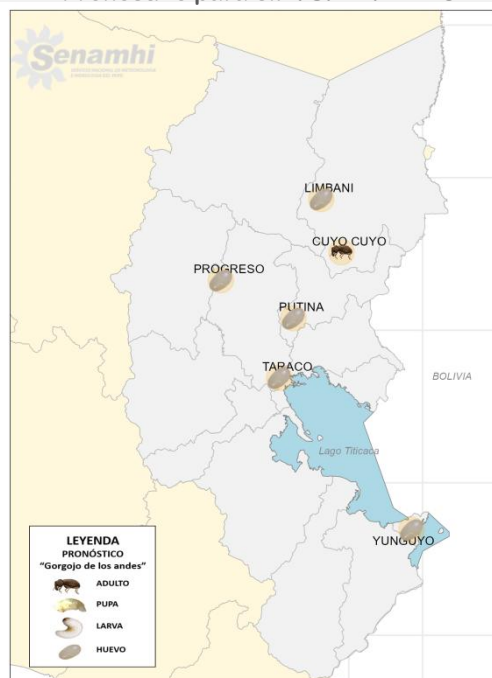 Senamhi
LIMBANI
CUYO CUYO
PROGRESO
PUTINA
TARACO
BOLIVIA
Lago Titicaca
YUNGUYO
LEYENDA
PRONÓSTICO
"Gorgojo de los andes"
ADULTO
PUPA
LARVA
HUEVO